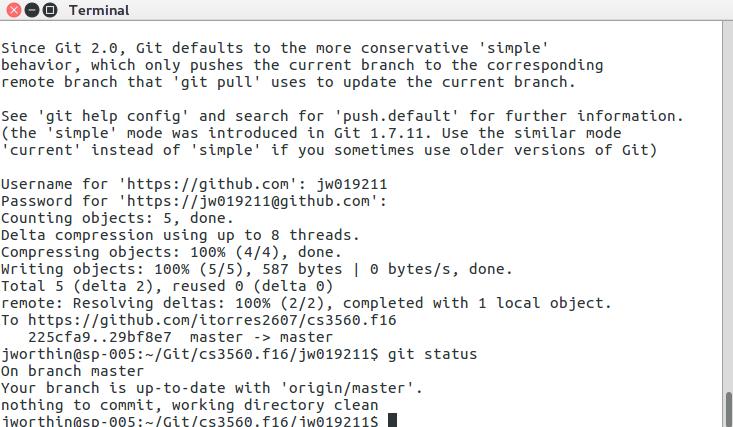 Terminal
Since Git 2.0, Git defaults to the more conservative 'simple'
behavior, which only pushes the current branch to the corresponding
remote branch that 'git pull' uses to update the current branch.
See 'git help config' and search for 'push.default' for further information.
(the 'simple' mode was introduced in Git 1.7.11. Use the similar mode
'current' instead of 'simple' if you sometimes use older versions of Git)
Username for 'https://github.com': jw019211
Password for 'https://jw019211@github.com':
Counting objects: 5, done.
Delta compression using up to 8 threads.
Compressing objects: 100% (4/4), done.
Writing objects: 100% (5/5), 587 bytes | 0 bytes/s, done.
Total 5 (delta 2), reused 0 (delta 0)
remote: Resolving deltas: 100% (2/2), completed with 1 local object.
To https://github.com/itorres2607/cs3560.f16
   225cfa9..29bf8e7  master -> master
jworthin@sp-005:~/Git/cs3560.f16/jw019211$ git status
On branch master
Your branch is up-to-date with 'origin/master'.
nothing to commit, working directory clean
jworthin@sp-005:~/Git/cs3560.f16/jw019211$